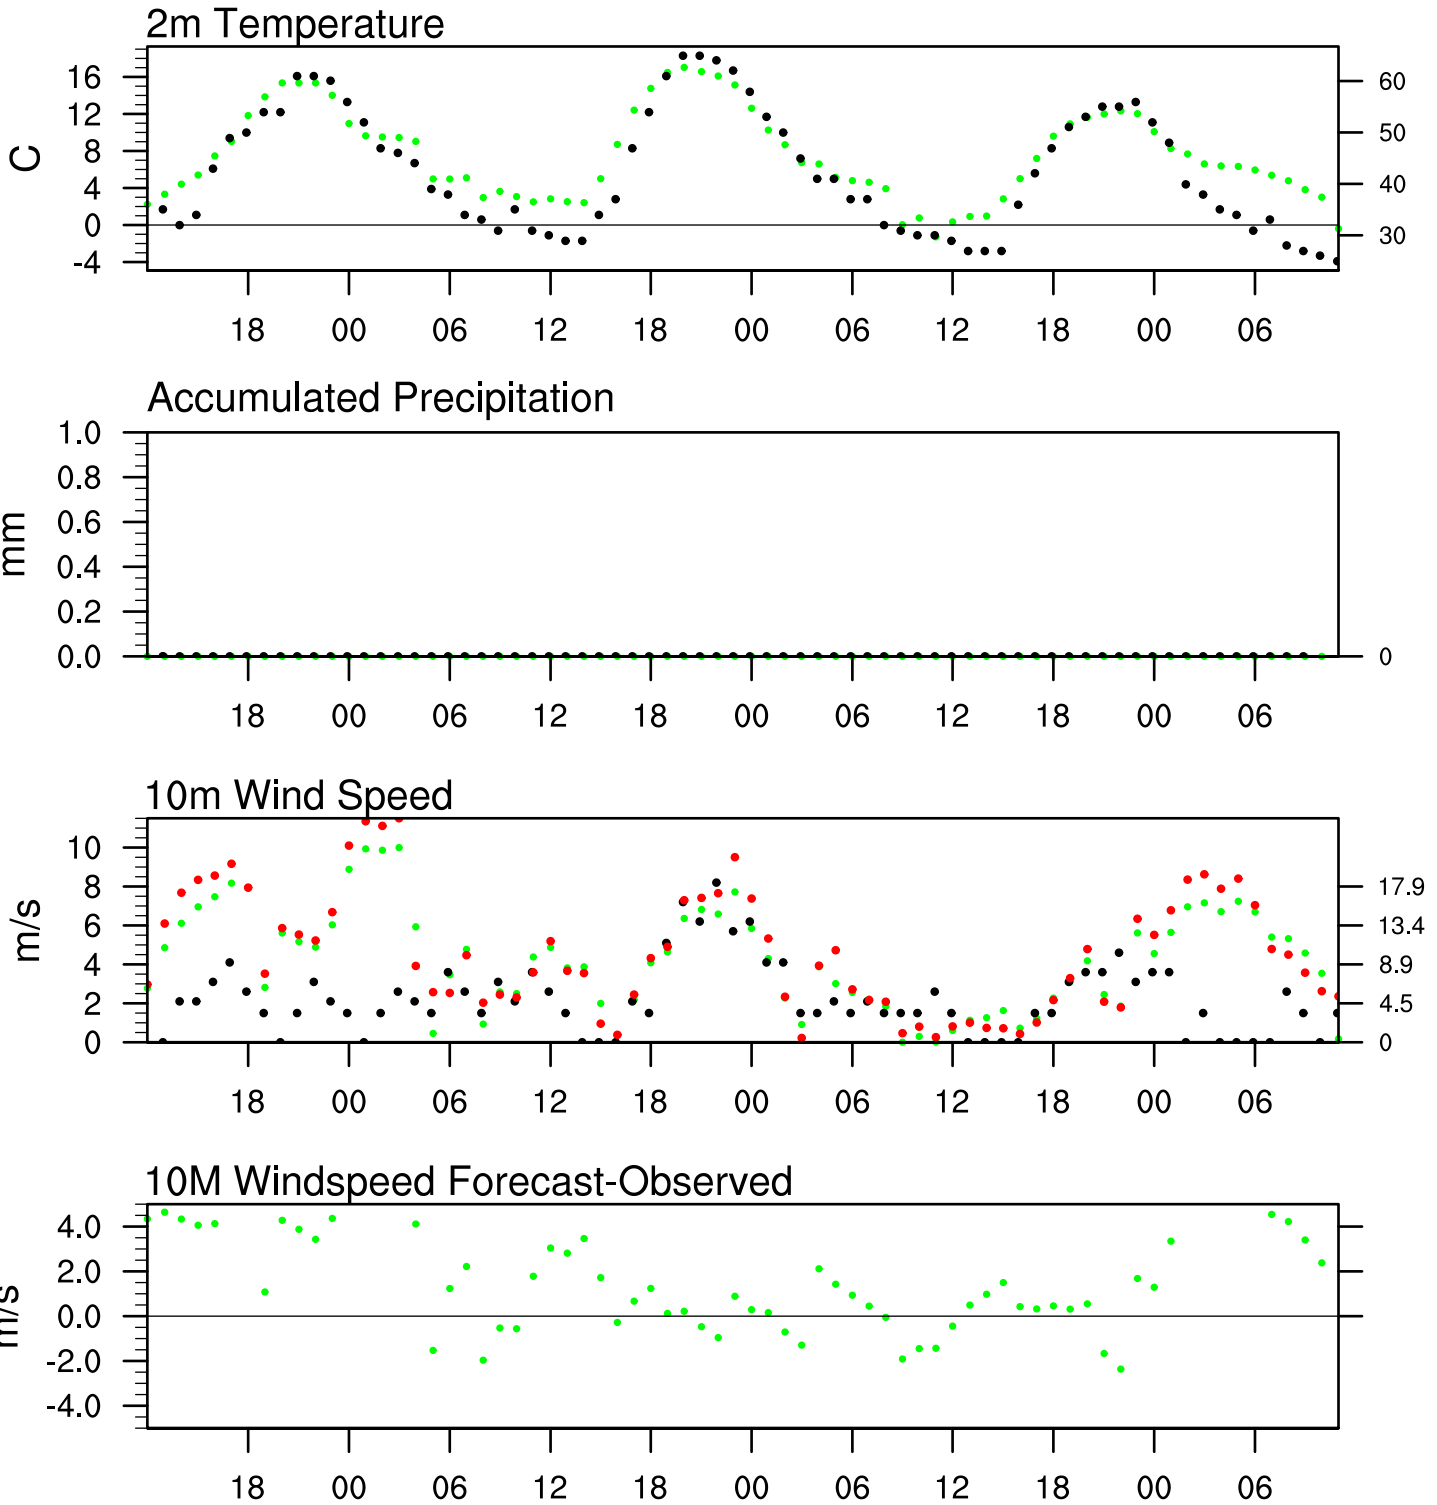 2m Temperature
16
12
8
4
0
-4
C
60
50
40
30
18 00 06 12 18 00 06 12 18 00 06
Accumulated Precipitation
1.0
0.8
0.6
0.4
0.2
0.0
mm
0
18 00 06 12 18 00 06 12 18 00 06
10m Wind Speed
10
8
6
4
2
0
m/s
17.9
13.4
8.9
4.5
0
18 00 06 12 18 00 06 12 18 00 06
10M Windspeed Forecast-Observed
4.0
2.0
0.0
-2.0
-4.0
m/s
18 00 06 12 18 00 06 12 18 00 06